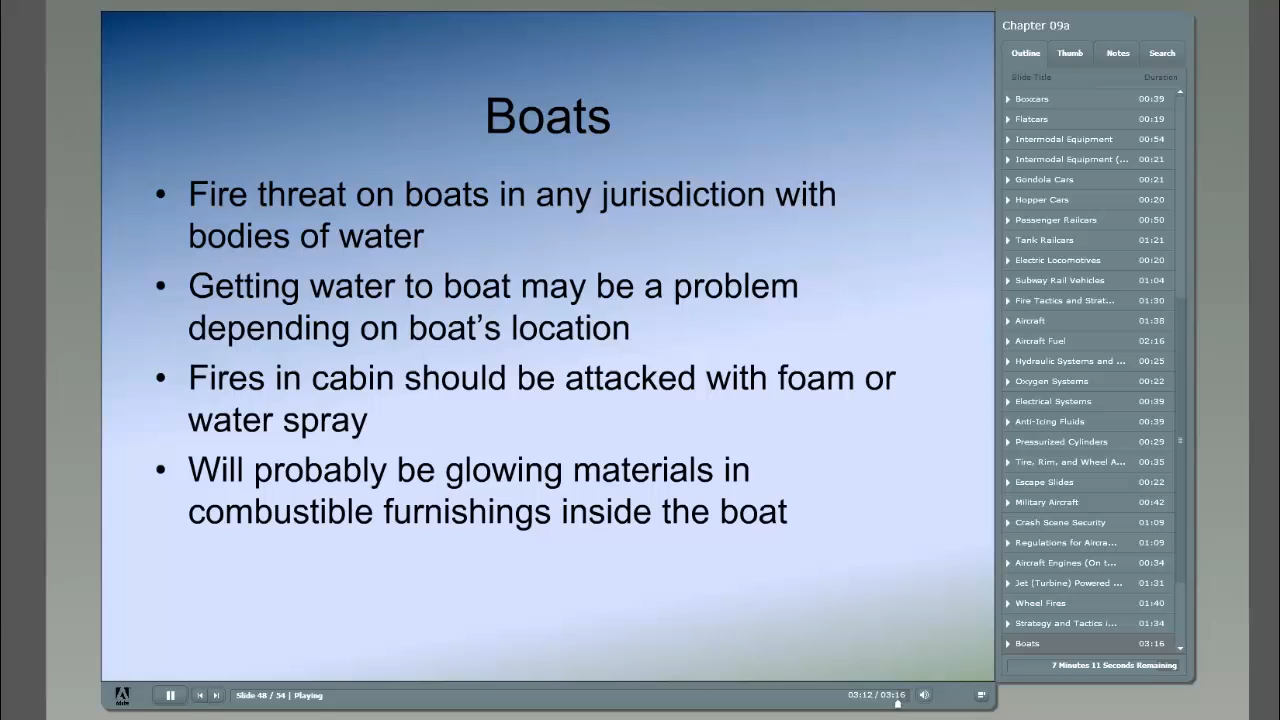 Boats
• Fire threat on boats in any jurisdiction with
bodies of water
• Getting water to boat may be a problem
depending on boat’s location
• Fires in cabin should be attacked with foam or
water spray
• Will probably be glowing materials in
combustible furnishings inside the boat
Chapter 09a
Outline Thumb Notes Search
Slide Title Duration
Boxcars 00:39
Flatcars 00:19
Intermodal Equipment 00:54
Intermodal Equipment (... 00:21
Gondola Cars 00:21
Hopper Cars 00:20
Passenger Railcars 00:50
Tank Railcars 01:21
Electric Locomotives 00:20
Subway Rail Vehicles 01:04
Fire Tactics and Strat... 01:30
Aircraft 01:38
Aircraft Fuel 02:16
Hydraulic Systems and ... 00:25
Oxygen Systems 00:22
Electrical Systems 00:39
Anti-Icing Fluids 00:39
Pressurized Cylinders 00:29
Tire, Rim, and Wheel A... 00:35
Escape Slides 00:22
Military Aircraft 00:42
Crash Scene Security 01:09
Regulations for Aircra... 01:09
Aircraft Engines (On t... 00:34
Jet (Turbine) Powered ... 01:31
Wheel Fires 01:40
Strategy and Tactics i... 01:34
Boats 03:16
7 Minutes 11 Seconds Remaining
Adobe
Slide 48 / 54 | Playing
03:12 / 03:16